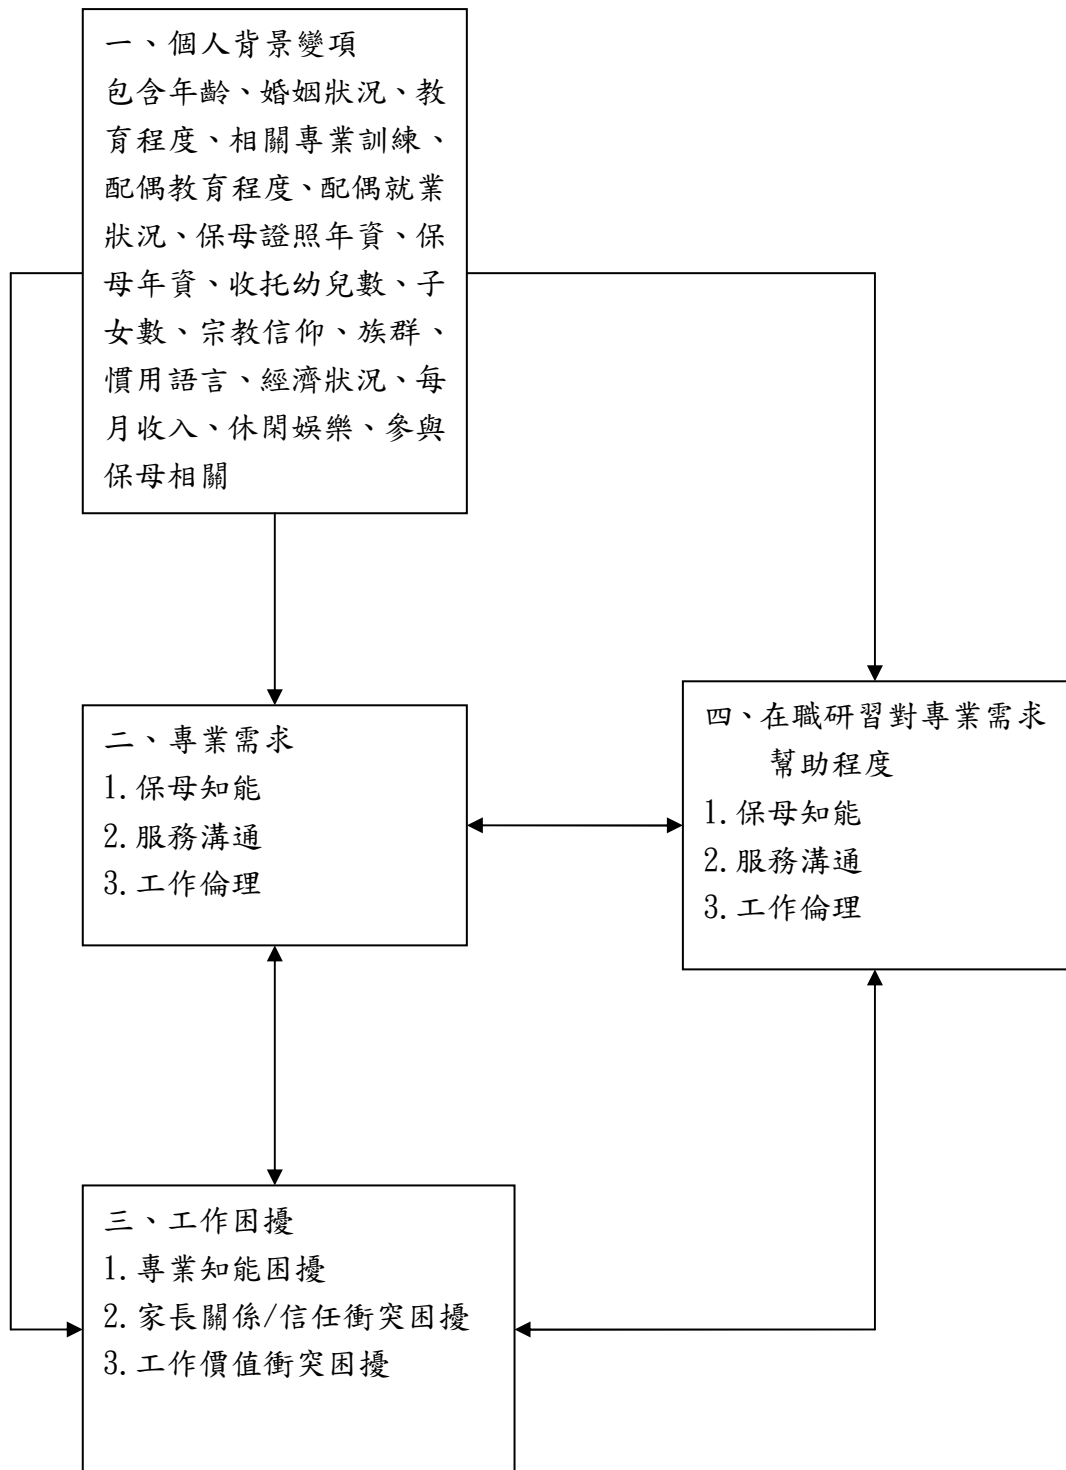 一、個人背景變項
包含年齡、婚姻狀況、教
育程度、相關專業訓練、
配偶教育程度、配偶就業
狀況、保母證照年資、保
母年資、收托幼兒數、子
女數、宗教信仰、族群、
慣用語言、經濟狀況、每
月收入、休閑娛樂、參與
保母相關
二、專業需求
1.保母知能
2.服務溝通
3.工作倫理
四、在職研習對專業需求
幫助程度
1.保母知能
2.服務溝通
3.工作倫理
三、工作困擾
1.專業知能困擾
2.家長關係/信任衝突困擾
3.工作價值衝突困擾